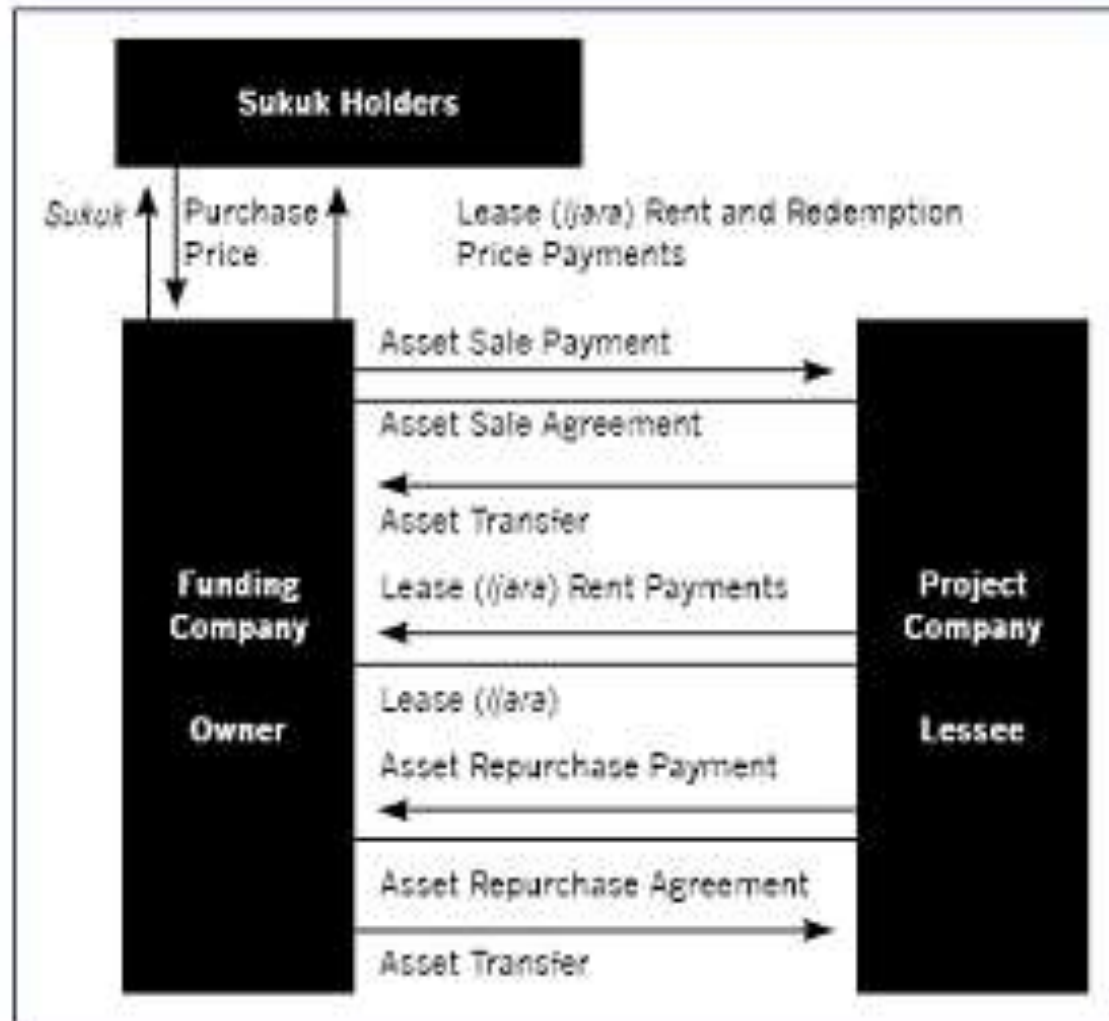 Sukuk Holders
Sukuk
Purchase
Price
Lease (ijara) Rent and Redemption
Price Payments
Asset Sale Payment
Asset Sale Agreement
Asset Transfer
Funding
Company
Owner
Lease (ijara) Rent Payments
Lease (ijara)
Asset Repurchase Payment
Asset Repurchase Agreement
Asset Transfer
Project
Company
Lessee